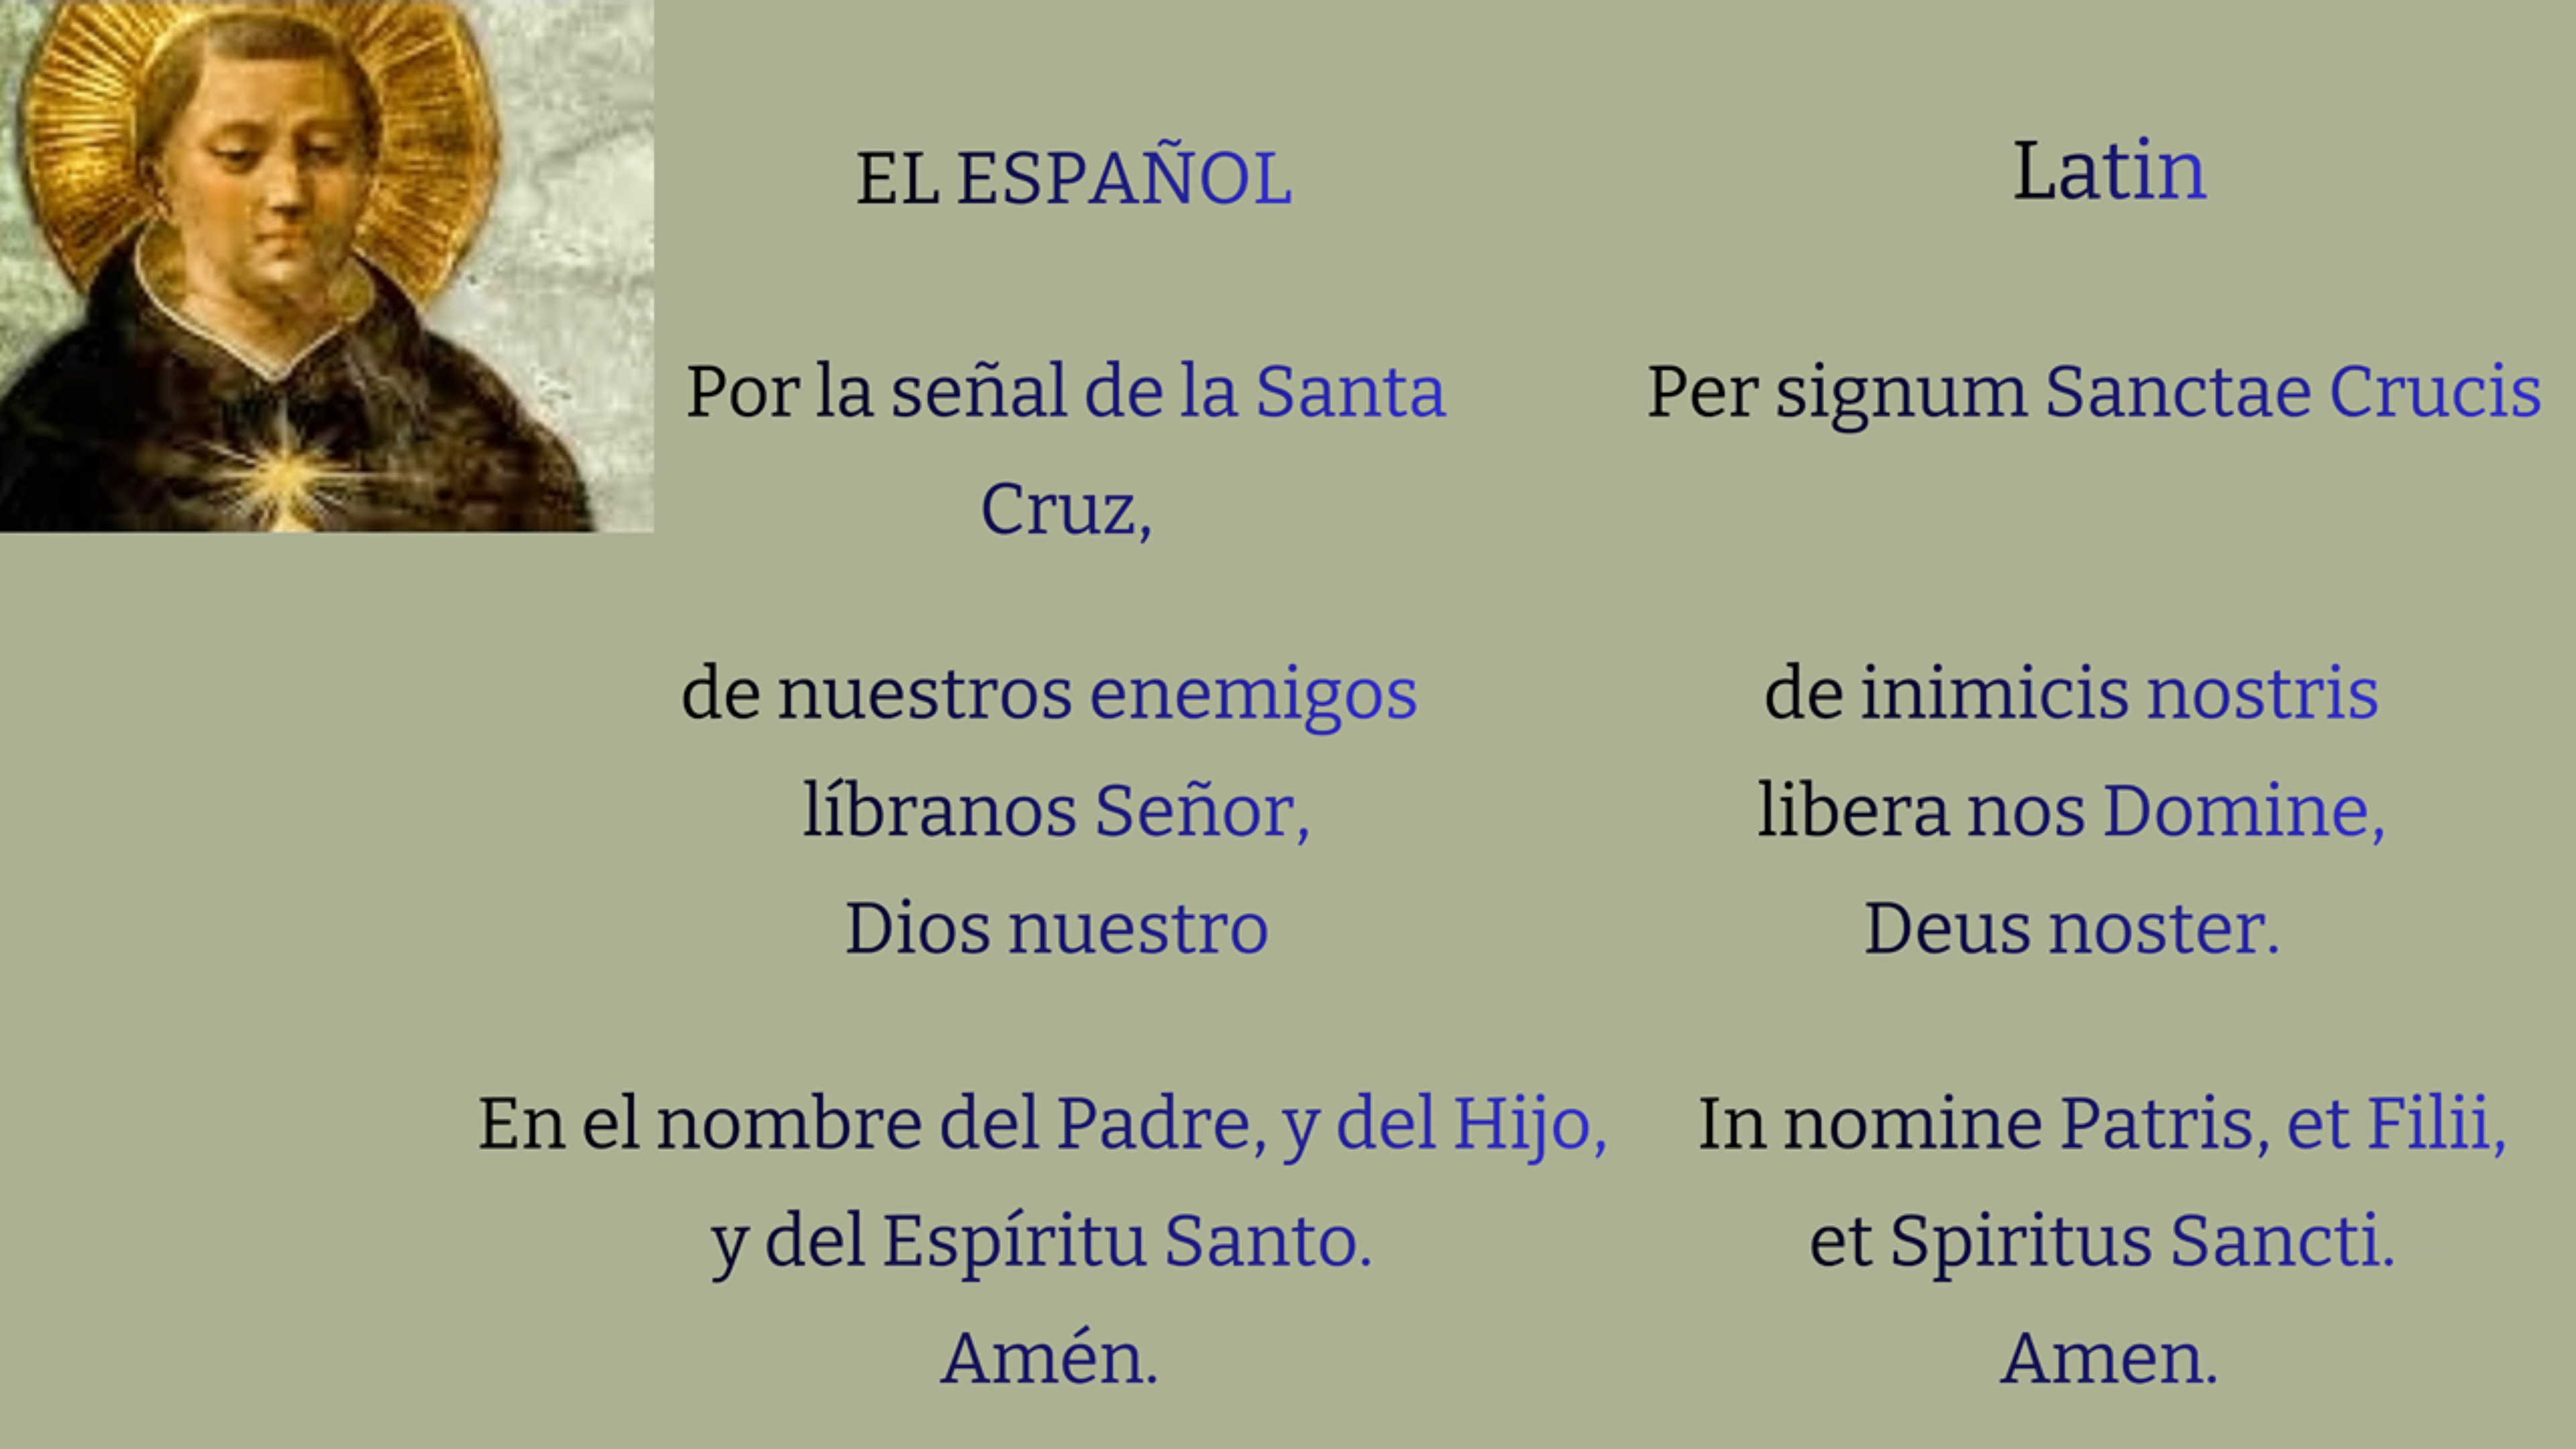 EL ESPAÑOL
Por la señal de la Santa
Cruz,
de nuestros enemigos
líbranos Señor,
Dios nuestro
En el nombre del Padre, y del Hijo,
y del Espíritu Santo.
Amén.
Latin
Per signum Sanctae Crucis
de inimicis nostris
libera nos Domine,
Deus noster.
In nomine Patris, et Filii,
et Spiritus Sancti.
Amen.